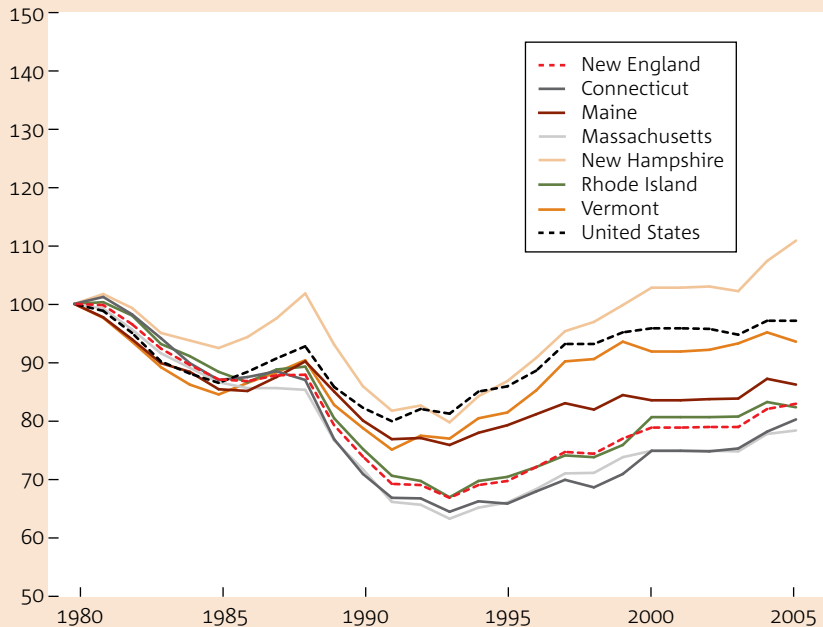 150
140
130
120
110
100
90
80
70
60
50
New England
Connecticut
Maine
Massachusetts
New Hampshire
Rhode Island
Vermont
United States
1980 1985 1990 1995 2000 2005